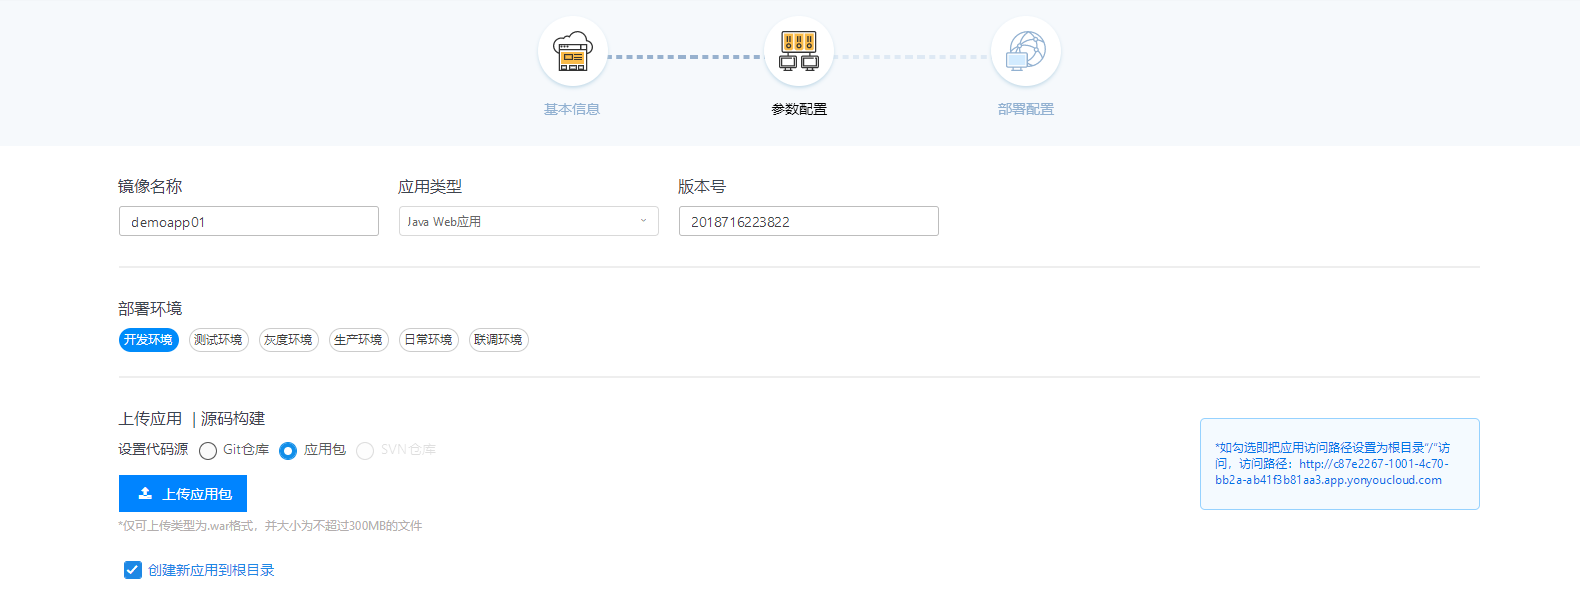 基本信息
参数配置
部署配置
镜像名称
应用类型
版本号
demoapp01
Java Web应用
2018716223822
部署环境
开发环境
测试环境
灰度环境
生产环境
日常环境
联调环境
上传应用 | 源码构建
设置代码源 Git仓库 应用包 SVN仓库
上传应用包
*仅可上传类型为.war格式，并大小为不超过300MB的文件
创建新应用到根目录
*如勾选即把应用访问路径设置为根目录“/”访
问，访问路径：http://c87e2267-1001-4c70-
bb2a-ab41f3b81aa3.app.yonyoucloud.com